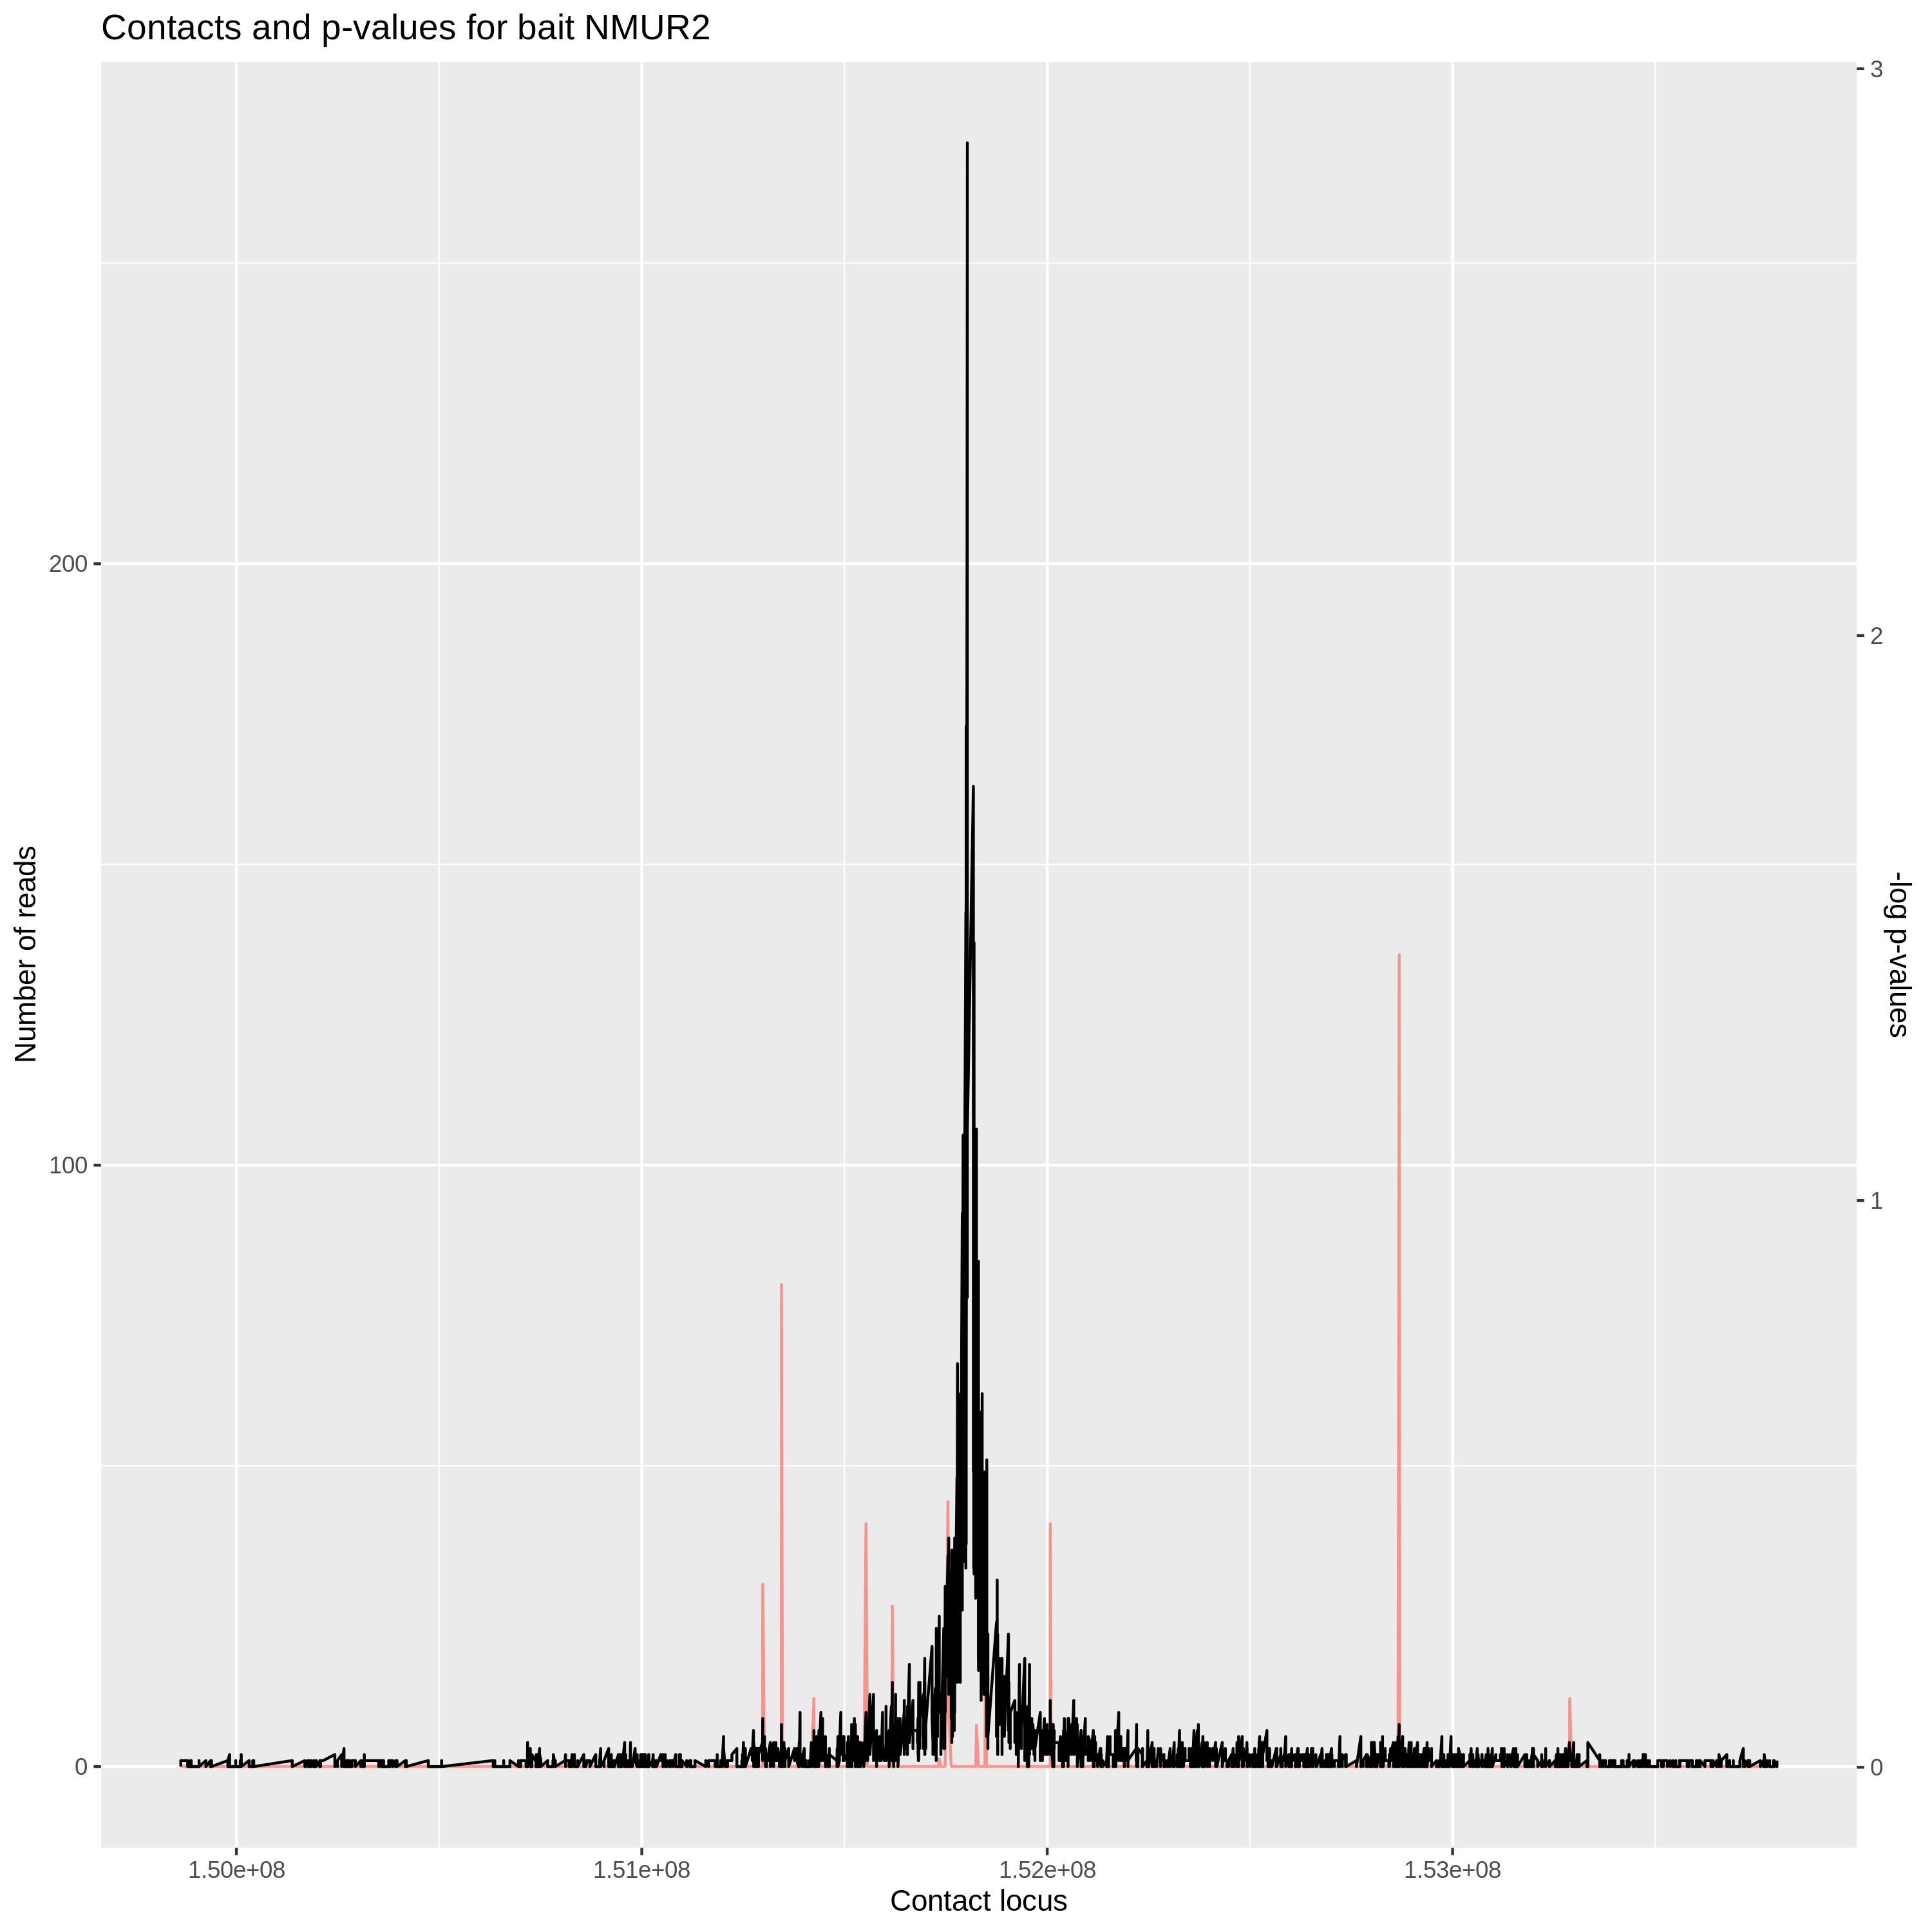 Contacts and p-values for bait NMUR2
3
200
2
Number of reads
-log p-values
100
1
0
0
1.50e+08
1.51e+08
1.52e+08
1.53e+08
Contact locus